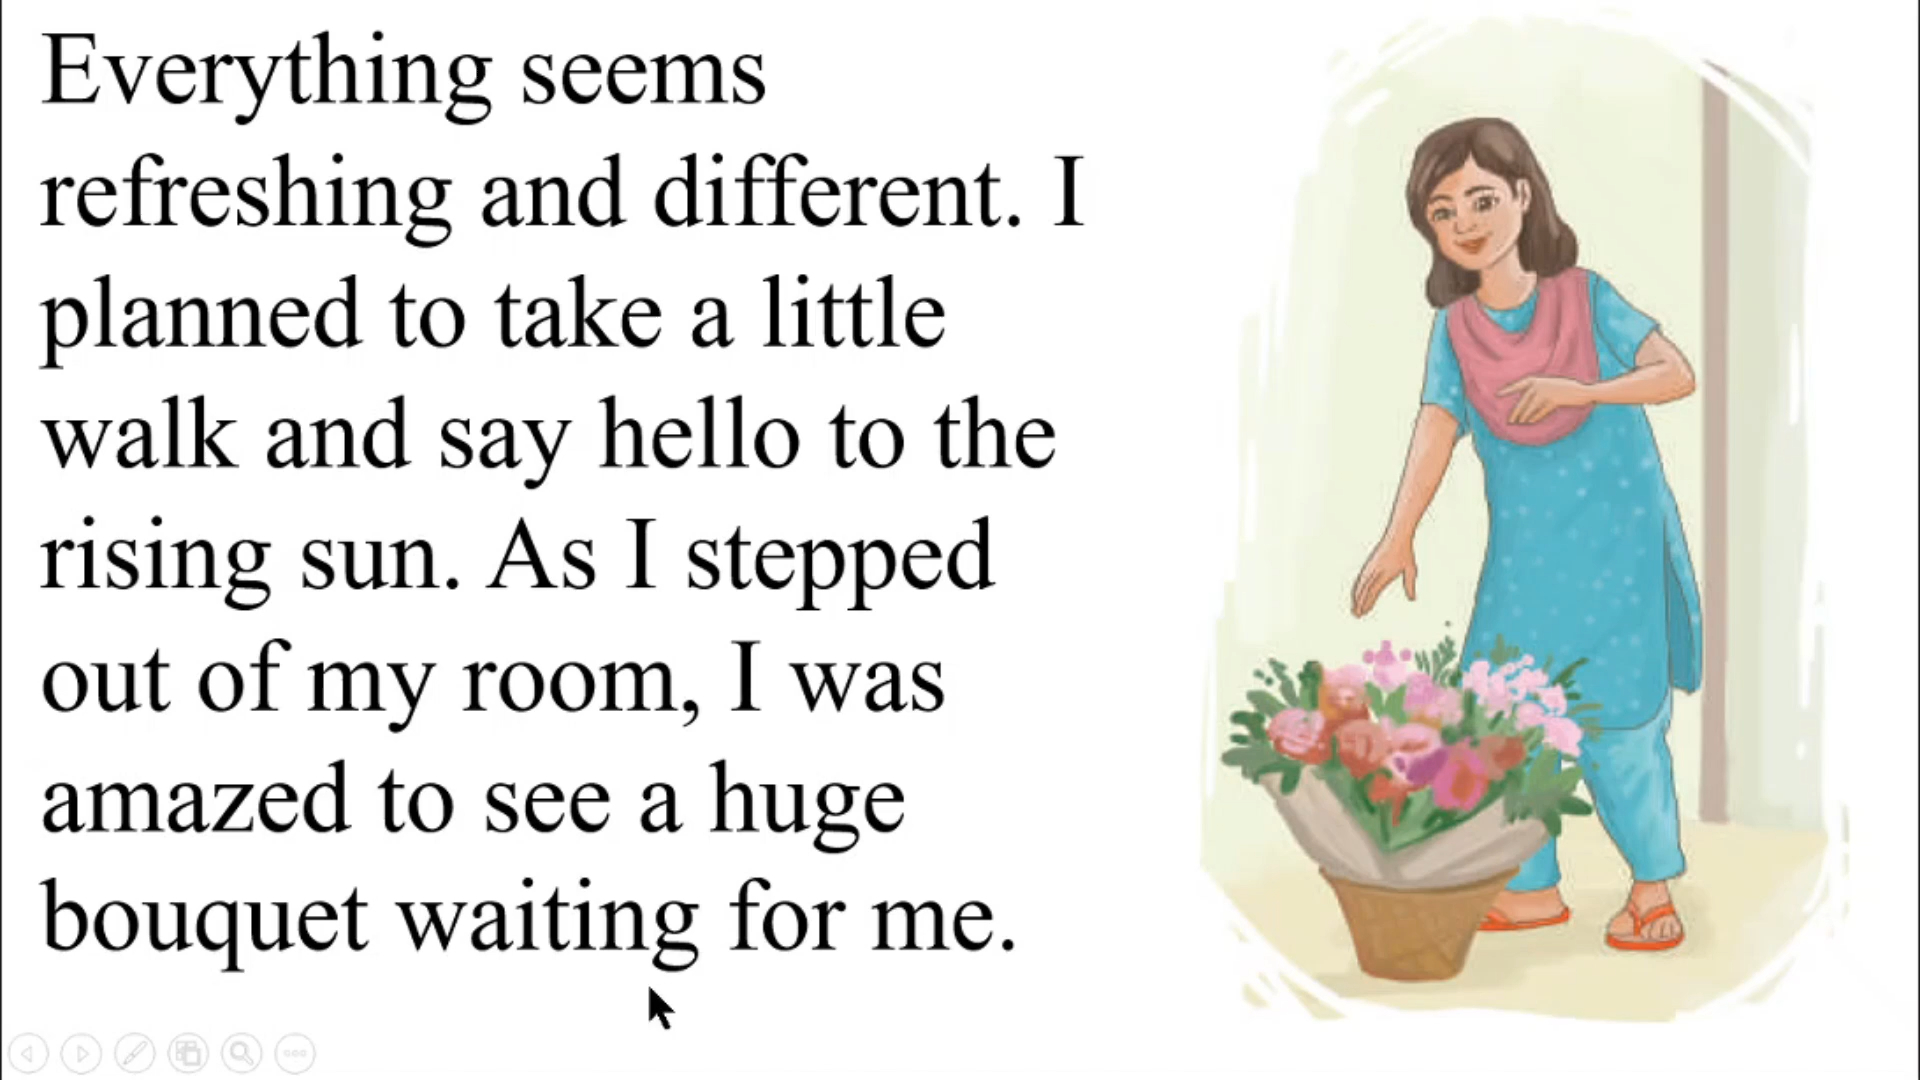 Everything seems
refreshing and different. I
planned to take a little
walk and say hello to the
rising sun. As I stepped
out of my room, I was
amazed to see a huge
bouquet waiting for me.